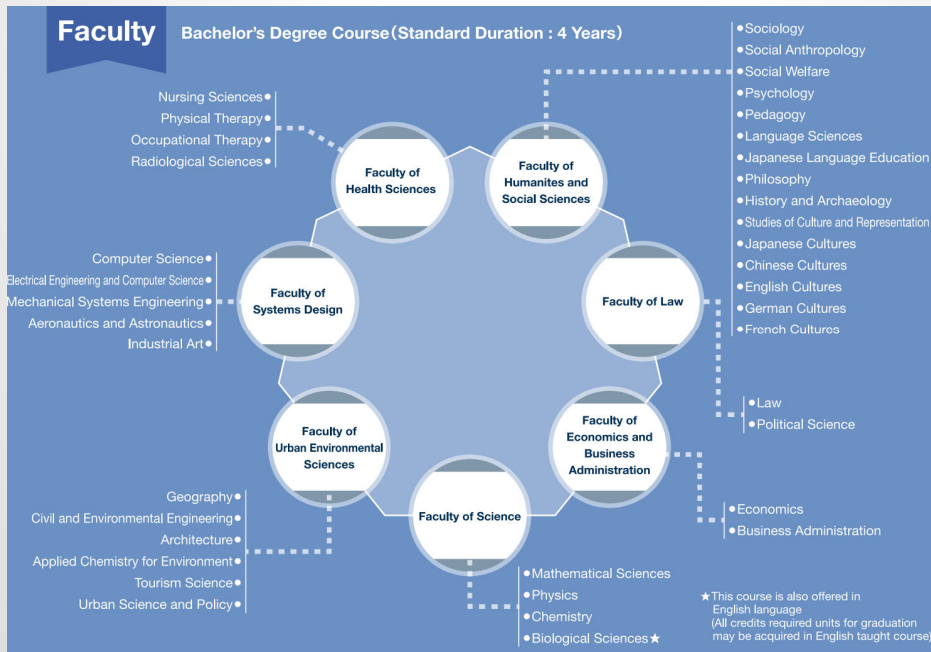 Faculty
Bachelor's Degree Course(Standard Duration : 4 Years)
Nursing Sciences●
Physical Therapy●
Occupational Therapy●
Radiological Sciences●
Faculty of
Health Sciences
Faculty of
Humanites and
Social Sciences
●Sociology
●Social Anthropology
●Social Welfare
●Psychology
●Pedagogy
●Language Sciences
●Japanese Language Education
●Philosophy
●History and Archaeology
●Studies of Culture and Representation
●Japanese Cultures
●Chinese Cultures
●English Cultures
●German Cultures
●French Cultures
Computer Science●
Electrical Engineering and Computer Science●
Mechanical Systems Engineering●
Aeronautics and Astronautics●
Industrial Art●
Faculty of
Systems Design
Faculty of Law
●Law
●Political Science
Faculty of
Urban Environmental
Sciences
Faculty of
Economics and
Business
Administration
Geography●
Civil and Environmental Engineering●
Architecture●
Applied Chemistry for Environment●
Tourism Science●
Urban Science and Policy●
Faculty of Science
●Economics
●Business Administration
●Mathematical Sciences
●Physics
●Chemistry
●Biological Sciences★
★This course is also offered in
English language
(All credits required units for graduation
may be acquired in English taught course)